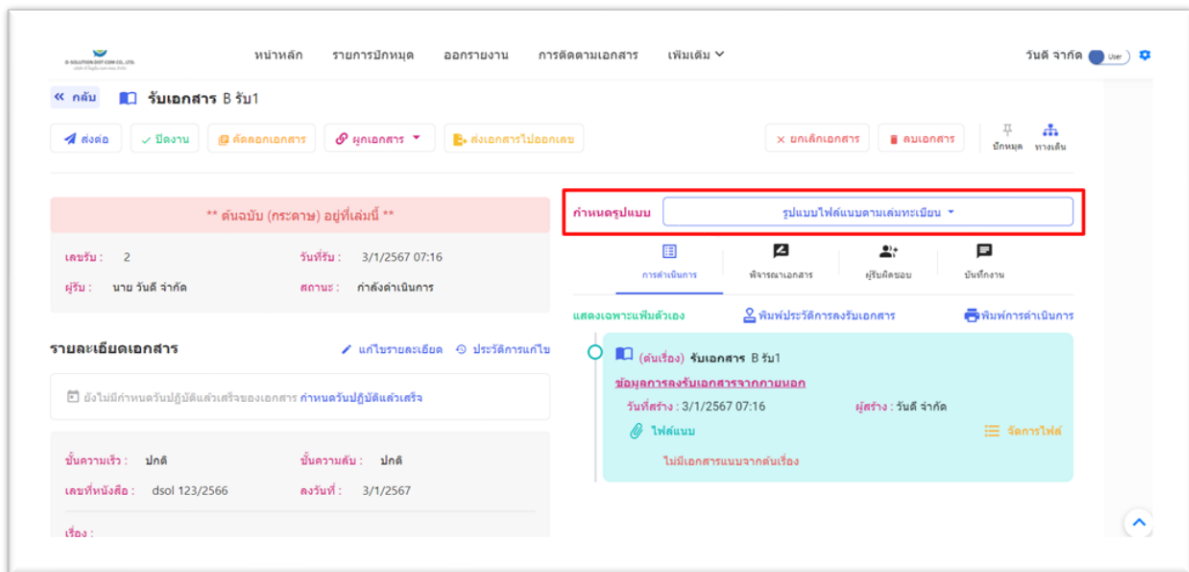 D-SOLUTION DOT COM CO., LTD.
หน้าหลัก รายการปักหมุด ออกรายงาน การติดตามเอกสาร เพิ่มเติม
วันดี จำกัด User
กลับ รับเอกสาร B รับ1
ส่งต่อ ปิดงาน คัดลอกเอกสาร ผูกเอกสาร ส่งเอกสารไปออกเลข ยกเลิกเอกสาร ลบเอกสาร ปักหมุด ทางเดิน
** ต้นฉบับ (กระดาษ) อยู่ที่เล่มนี้ **
เลขรับ : 2 วันที่รับ : 3/1/2567 07:16
ผู้รับ : นาย วันดี จำกัด สถานะ : กำลังดำเนินการ
รายละเอียดเอกสาร แก้ไขรายละเอียด ประวัติการแก้ไข
ยังไม่มีกำหนดวันปฏิบัติแล้วเสร็จของเอกสาร กำหนดวันปฏิบัติแล้วเสร็จ
ชั้นความเร็ว : ปกติ ชั้นความลับ : ปกติ
เลขที่หนังสือ : dsol 123/2566 ลงวันที่ : 3/1/2567
เรื่อง :
กำหนดรูปแบบ รูปแบบไฟล์แนบตามเล่มทะเบียน
การดำเนินการ พิจารณาเอกสาร ผู้รับผิดชอบ บันทึกงาน
แสดงเฉพาะแฟ้มตัวเอง พิมพ์ประวัติการลงรับเอกสาร พิมพ์การดำเนินการ
(ต้นเรื่อง) รับเอกสาร B รับ1
ข้อมูลการลงรับเอกสารจากภายนอก
วันที่สร้าง : 3/1/2567 07:16 ผู้สร้าง : วันดี จำกัด
ไฟล์แนบ จัดการไฟล์
ไม่มีเอกสารแนบจากต้นเรื่อง